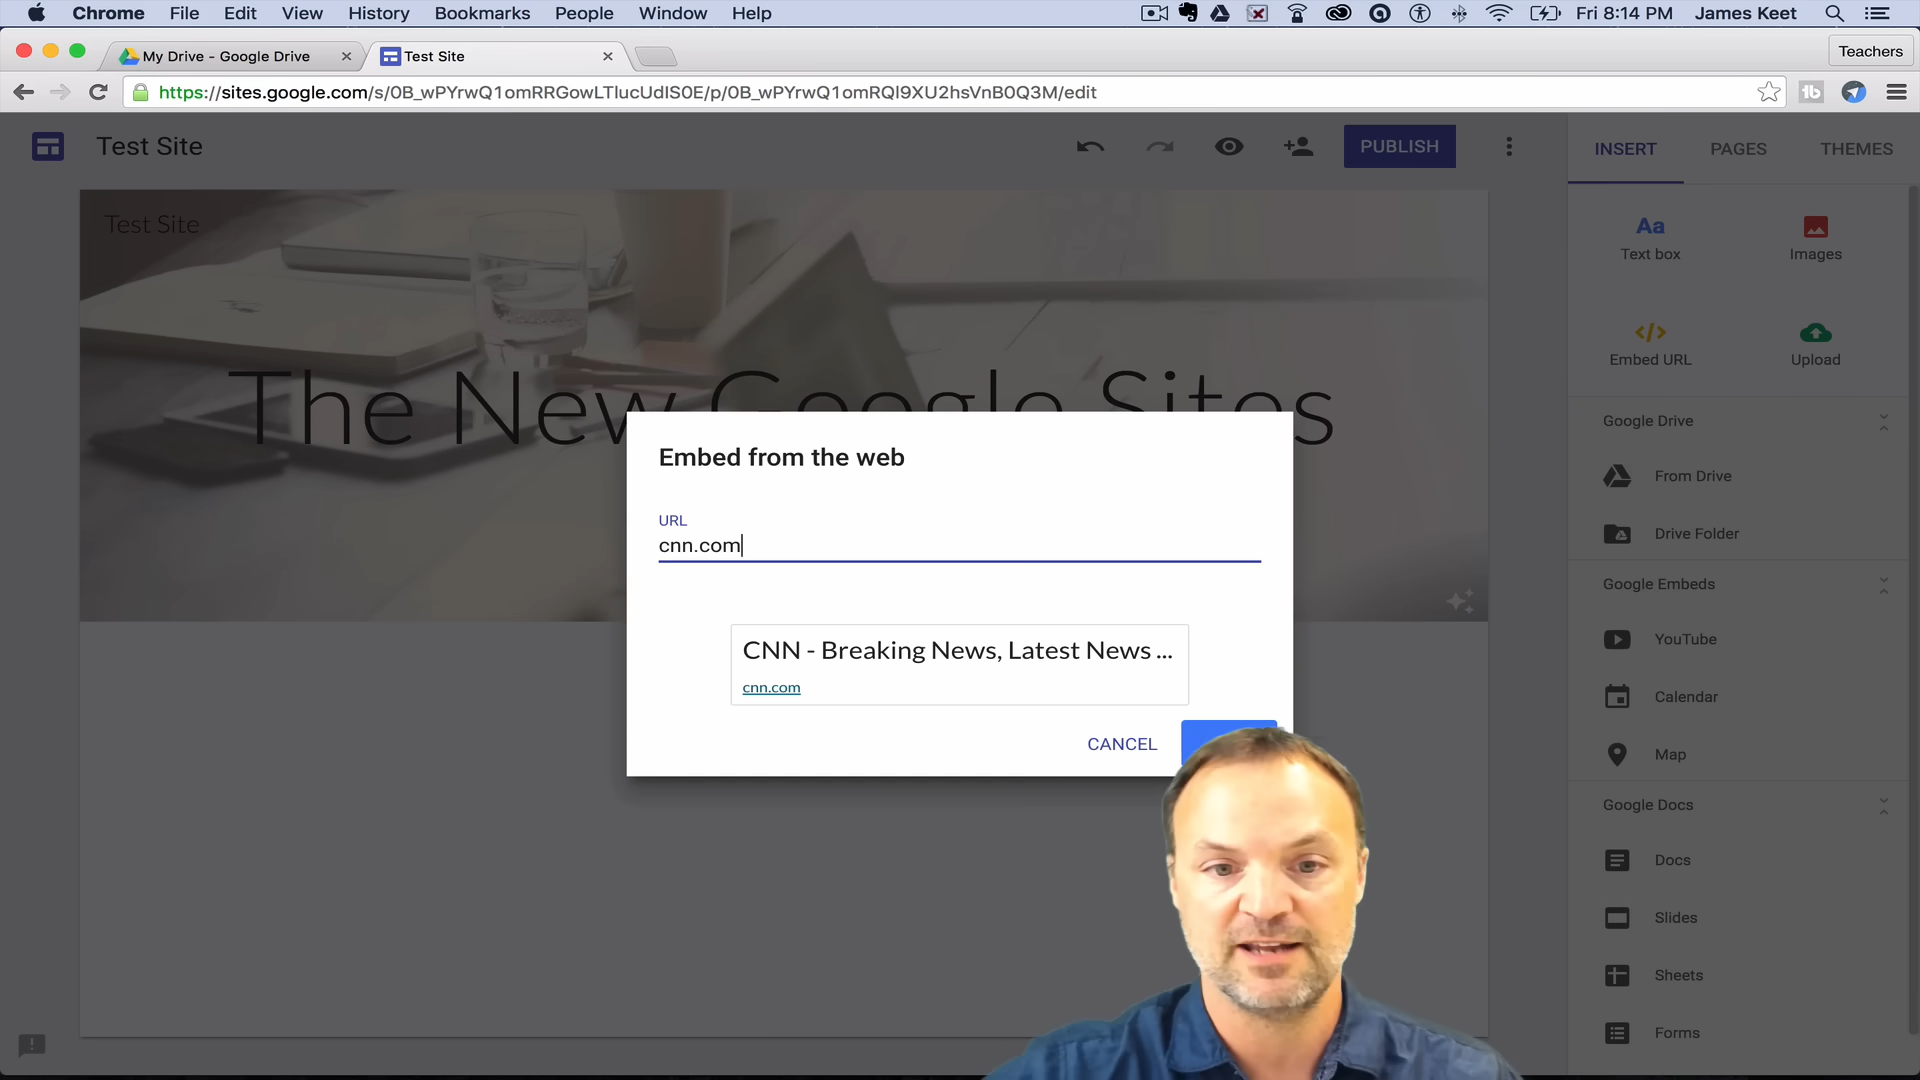 Chrome File Edit View History Bookmarks People Window Help Fri 8:14 PM James Keet
My Drive - Google Drive Test Site Teachers
https://sites.google.com/s/0B_wPYrwQ1omRRGowLTlucUdIS0E/p/0B_wPYrwQ1omRQl9XU2hsVnB0Q3M/edit
Test Site PUBLISH INSERT PAGES THEMES
Test Site
Aa
Text box Images
Embed URL Upload
The New Google Sites
Google Drive
From Drive
Drive Folder
Google Embeds
YouTube
Calendar
Map
Google Docs
Docs
Slides
Sheets
Forms
Embed from the web
URL
cnn.com
CNN - Breaking News, Latest News ...
cnn.com
CANCEL